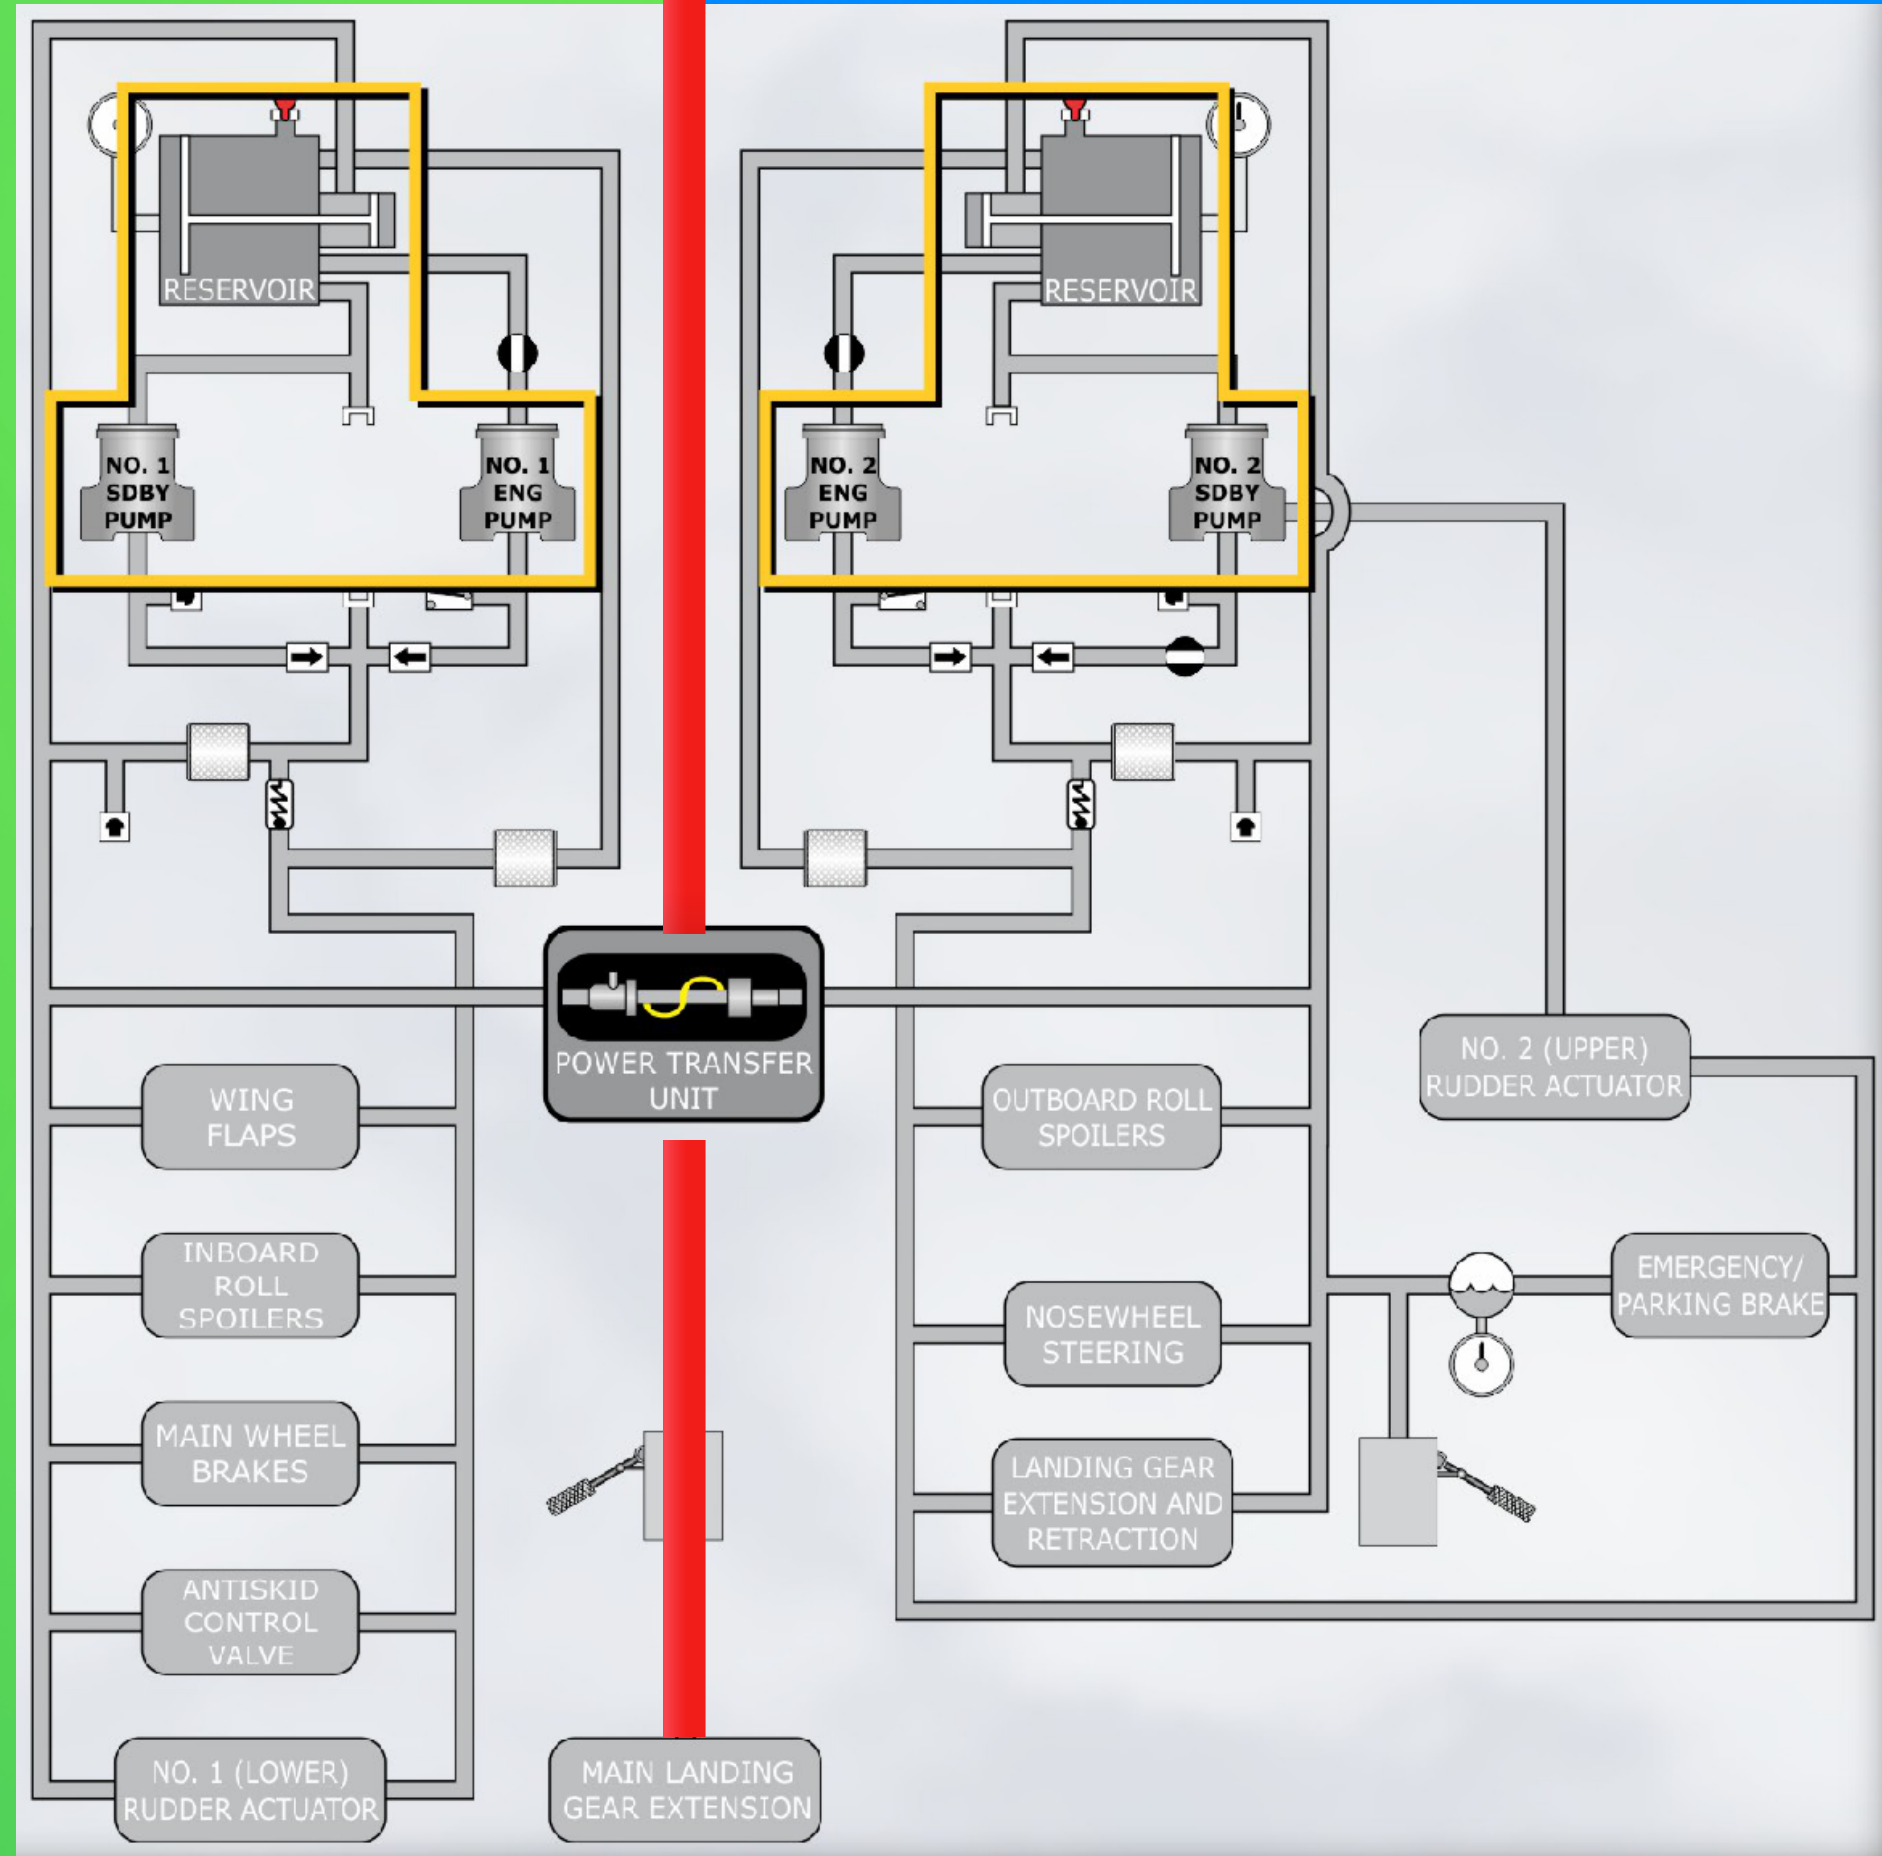 RESERVOIR
RESERVOIR
NO. 1
SDBY
PUMP
NO. 1
ENG
PUMP
NO. 2
ENG
PUMP
NO. 2
SDBY
PUMP
POWER TRANSFER
UNIT
WING
FLAPS
INBOARD
ROLL
SPOILERS
MAIN WHEEL
BRAKES
ANTISKID
CONTROL
VALVE
NO. 1 (LOWER)
RUDDER ACTUATOR
MAIN LANDING
GEAR EXTENSION
OUTBOARD ROLL
SPOILERS
NOSEWHEEL
STEERING
LANDING GEAR
EXTENSION AND
RETRACTION
NO. 2 (UPPER)
RUDDER ACTUATOR
EMERGENCY/
PARKING BRAKE